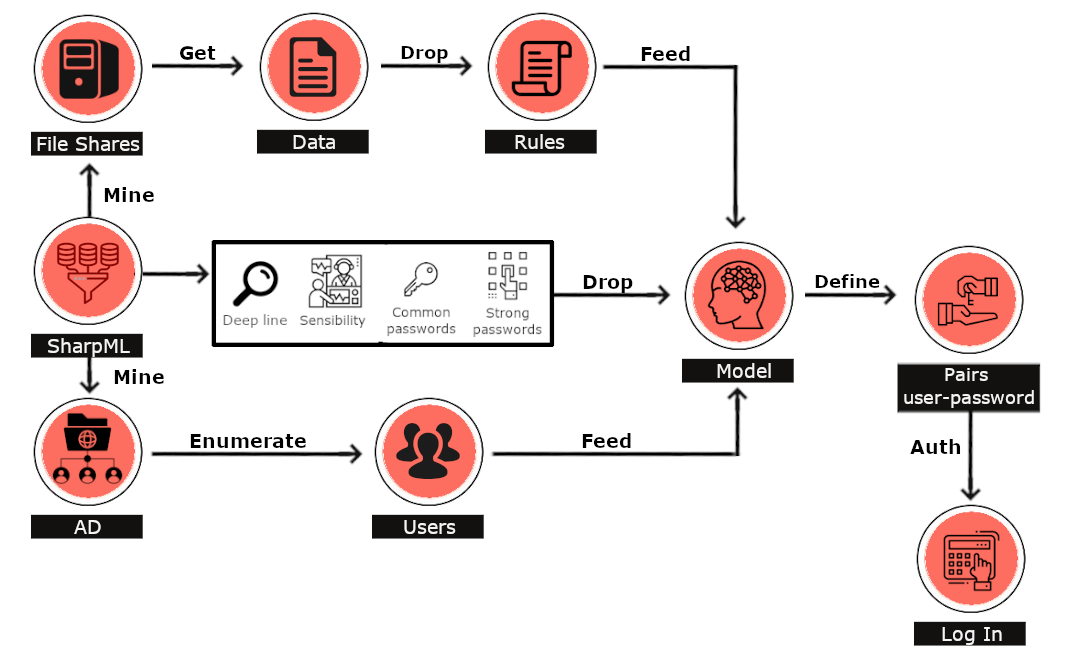 Get
Drop
Feed
File Shares
Data
Rules
Mine
Deep line
Sensibility
Common
passwords
Strong
passwords
Drop
Define
SharpML
Model
Pairs
user-password
Mine
Enumerate
Feed
Auth
AD
Users
Log In